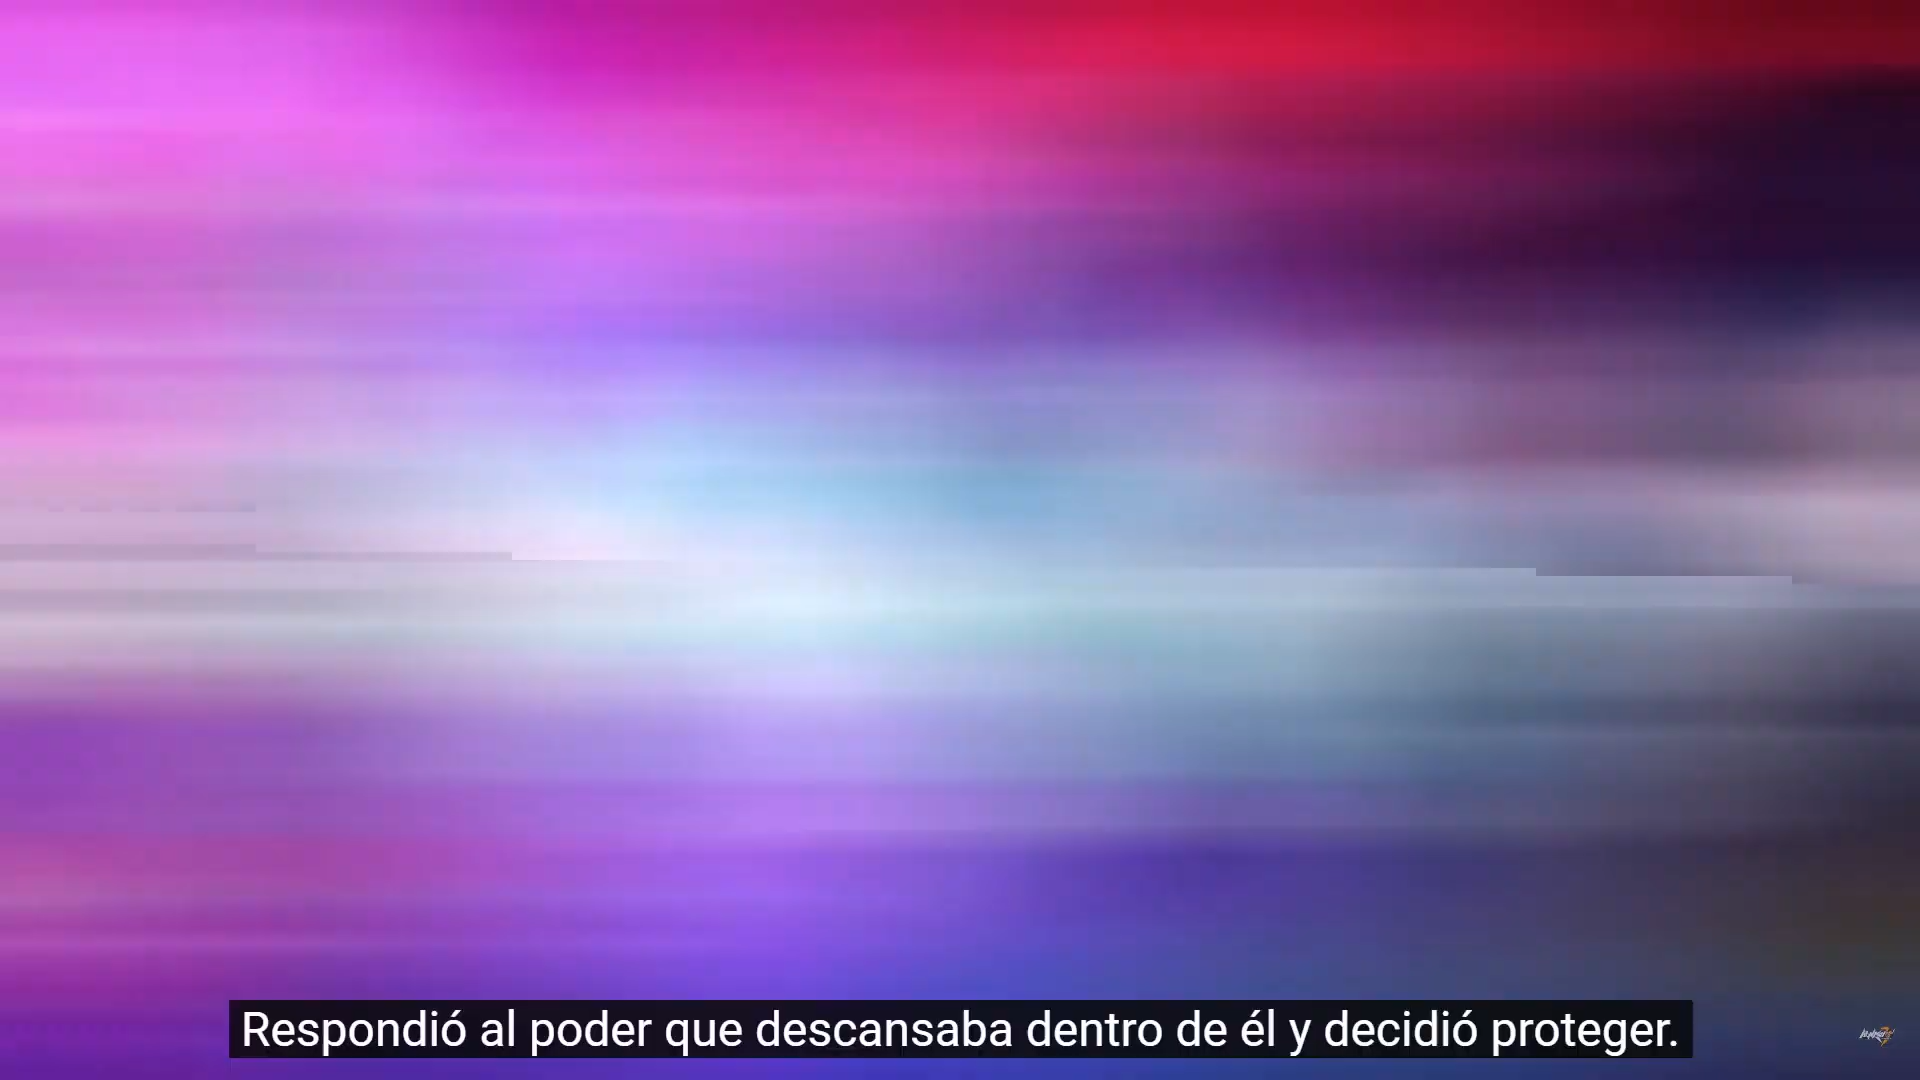 Respondió al poder que descansaba dentro de él y decidió proteger.